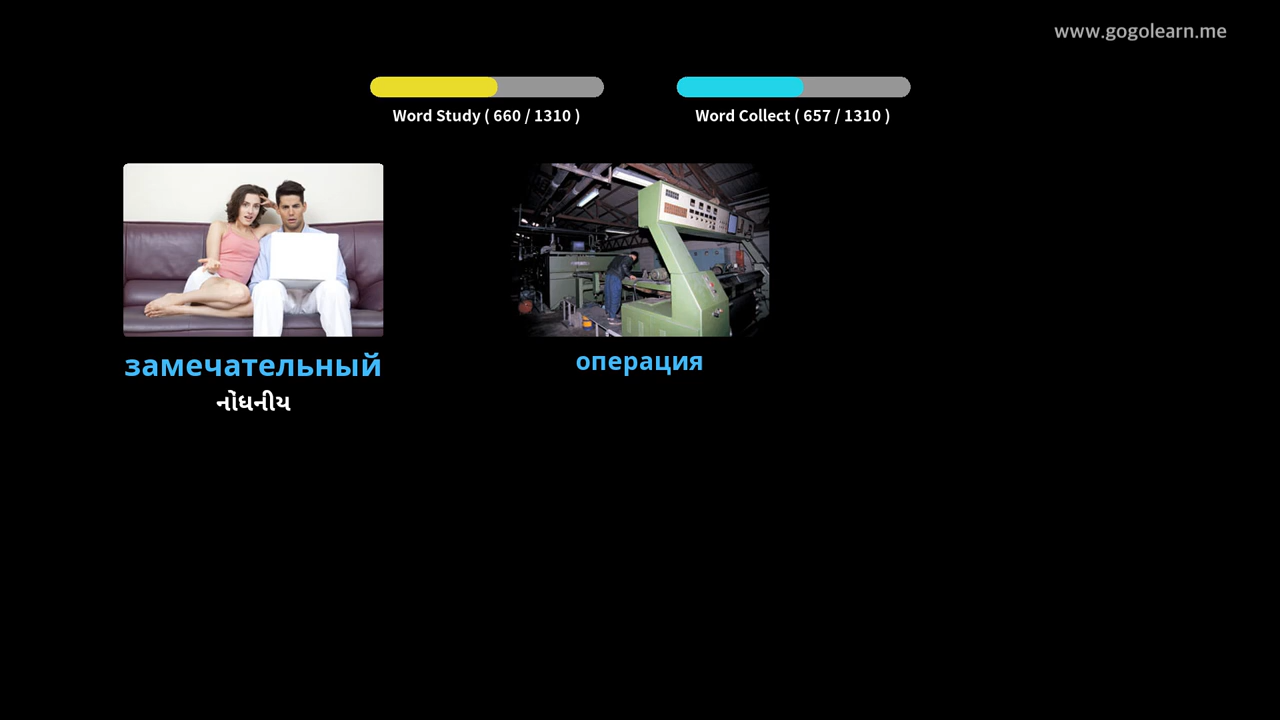 www.gogolearn.me
Word Study ( 660 / 1310 )
Word Collect ( 657 / 1310 )
замечательный
નોંધનીય
операция